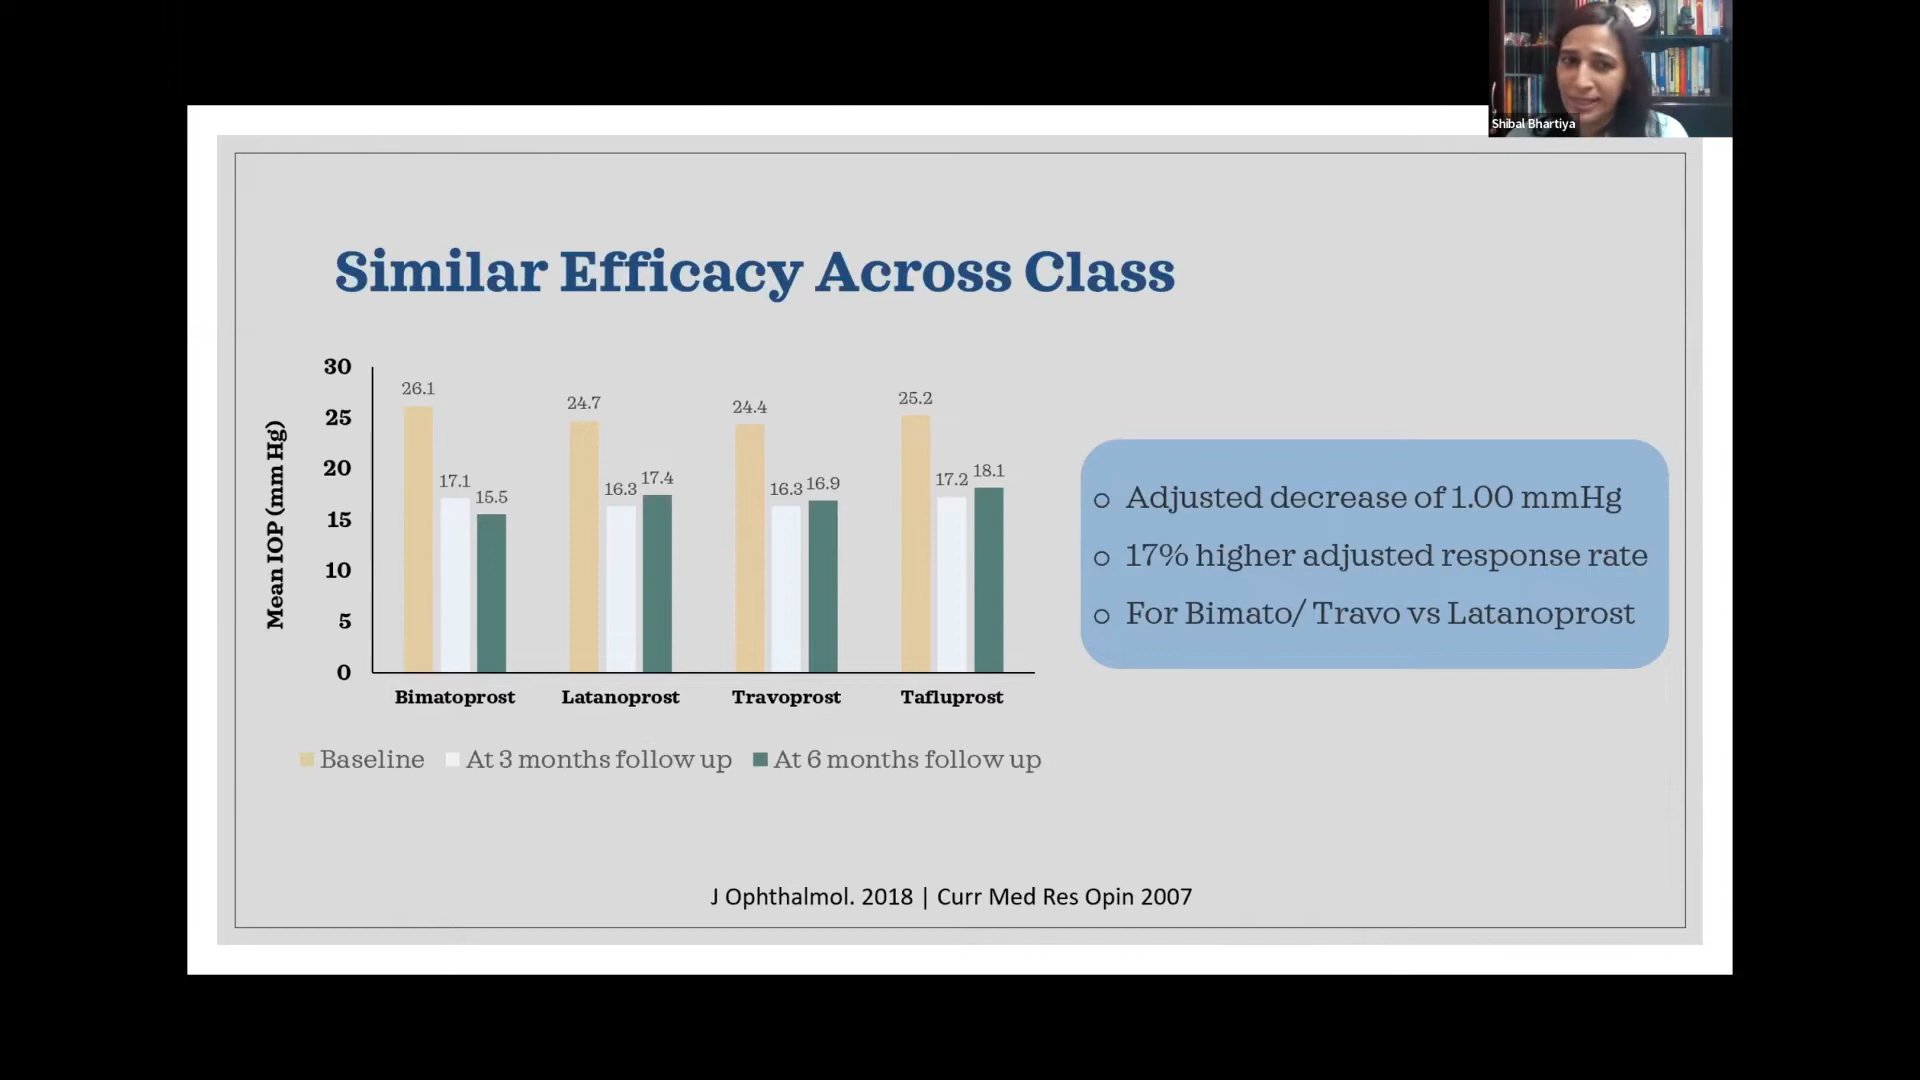 Shibal Bhartiya
Similar Efficacy Across Class
Mean IOP (mm Hg)
30
25
20
15
10
5
0
26.1
17.1
15.5
24.7
16.3
17.4
24.4
16.3
16.9
25.2
17.2
18.1
Bimatoprost
Latanoprost
Travoprost
Tafluprost
Baseline
At 3 months follow up
At 6 months follow up
Adjusted decrease of 1.00 mmHg
17% higher adjusted response rate
For Bimato/ Travo vs Latanoprost
J Ophthalmol. 2018 | Curr Med Res Opin 2007